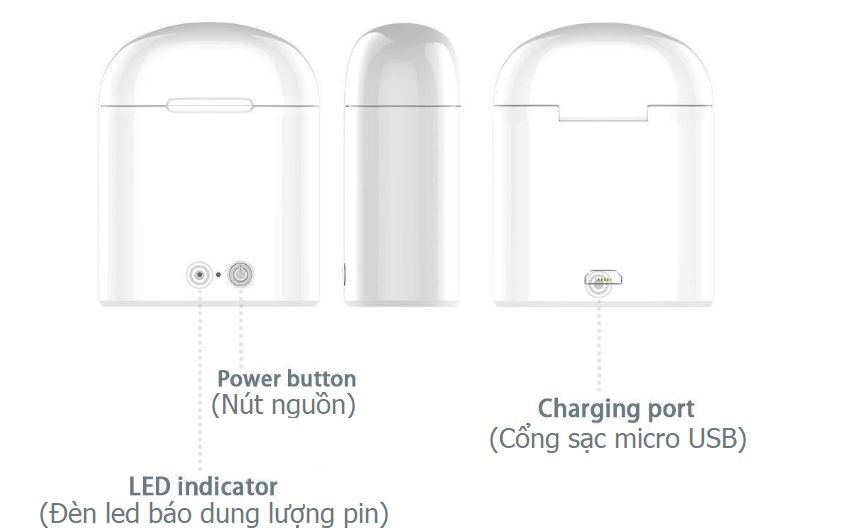 Power button
(Nút nguồn)
Charging port
(Cổng sạc micro USB)
LED indicator
(Đèn led báo dung lượng pin)